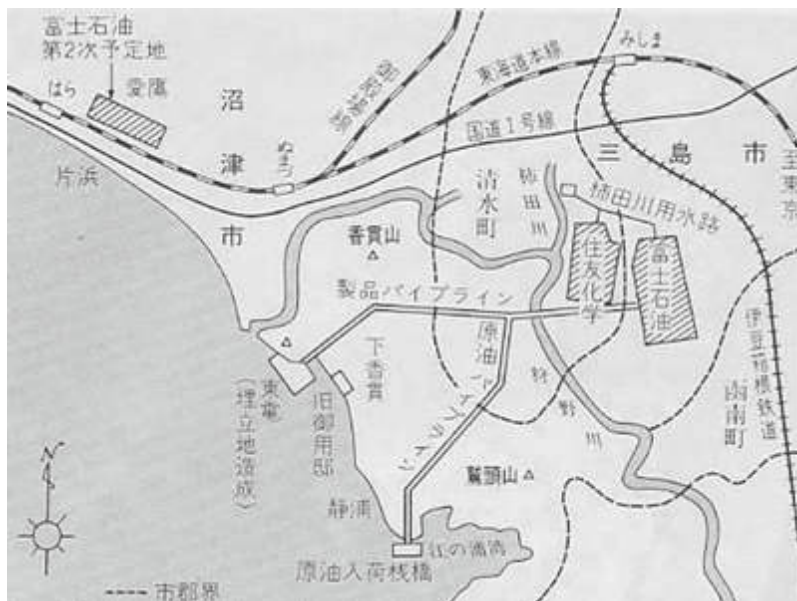 富士石油
第2次予定地
愛鷹
はら
沼津市
御殿場線
東海道本線
みしま
国道1号線
三島市
至東京
ぬまづ
片浜
清水町
柿田川
柿田川用水路
香貫山
住友化学
富士石油
製品パイプライン
原油パイプライン
狩野川
伊豆箱根鉄道
函南町
下香貫
東電
(埋立地造成)
旧御用邸
鷲頭山
静浦
江の浦湾
原油入荷桟橋
N
市郡界